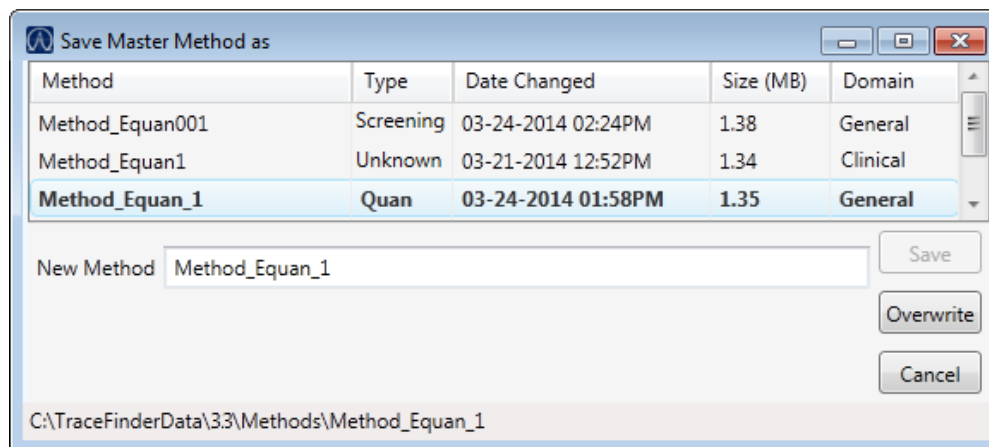 Save Master Method as
Method Type Date Changed Size (MB) Domain
Method_Equan001 Screening 03-24-2014 02:24PM 1.38 General
Method_Equan1 Unknown 03-21-2014 12:52PM 1.34 Clinical
Method_Equan_1 Quan 03-24-2014 01:58PM 1.35 General
New Method Method_Equan_1 Save
Overwrite
Cancel
C:\TraceFinderData\33\Methods\Method_Equan_1